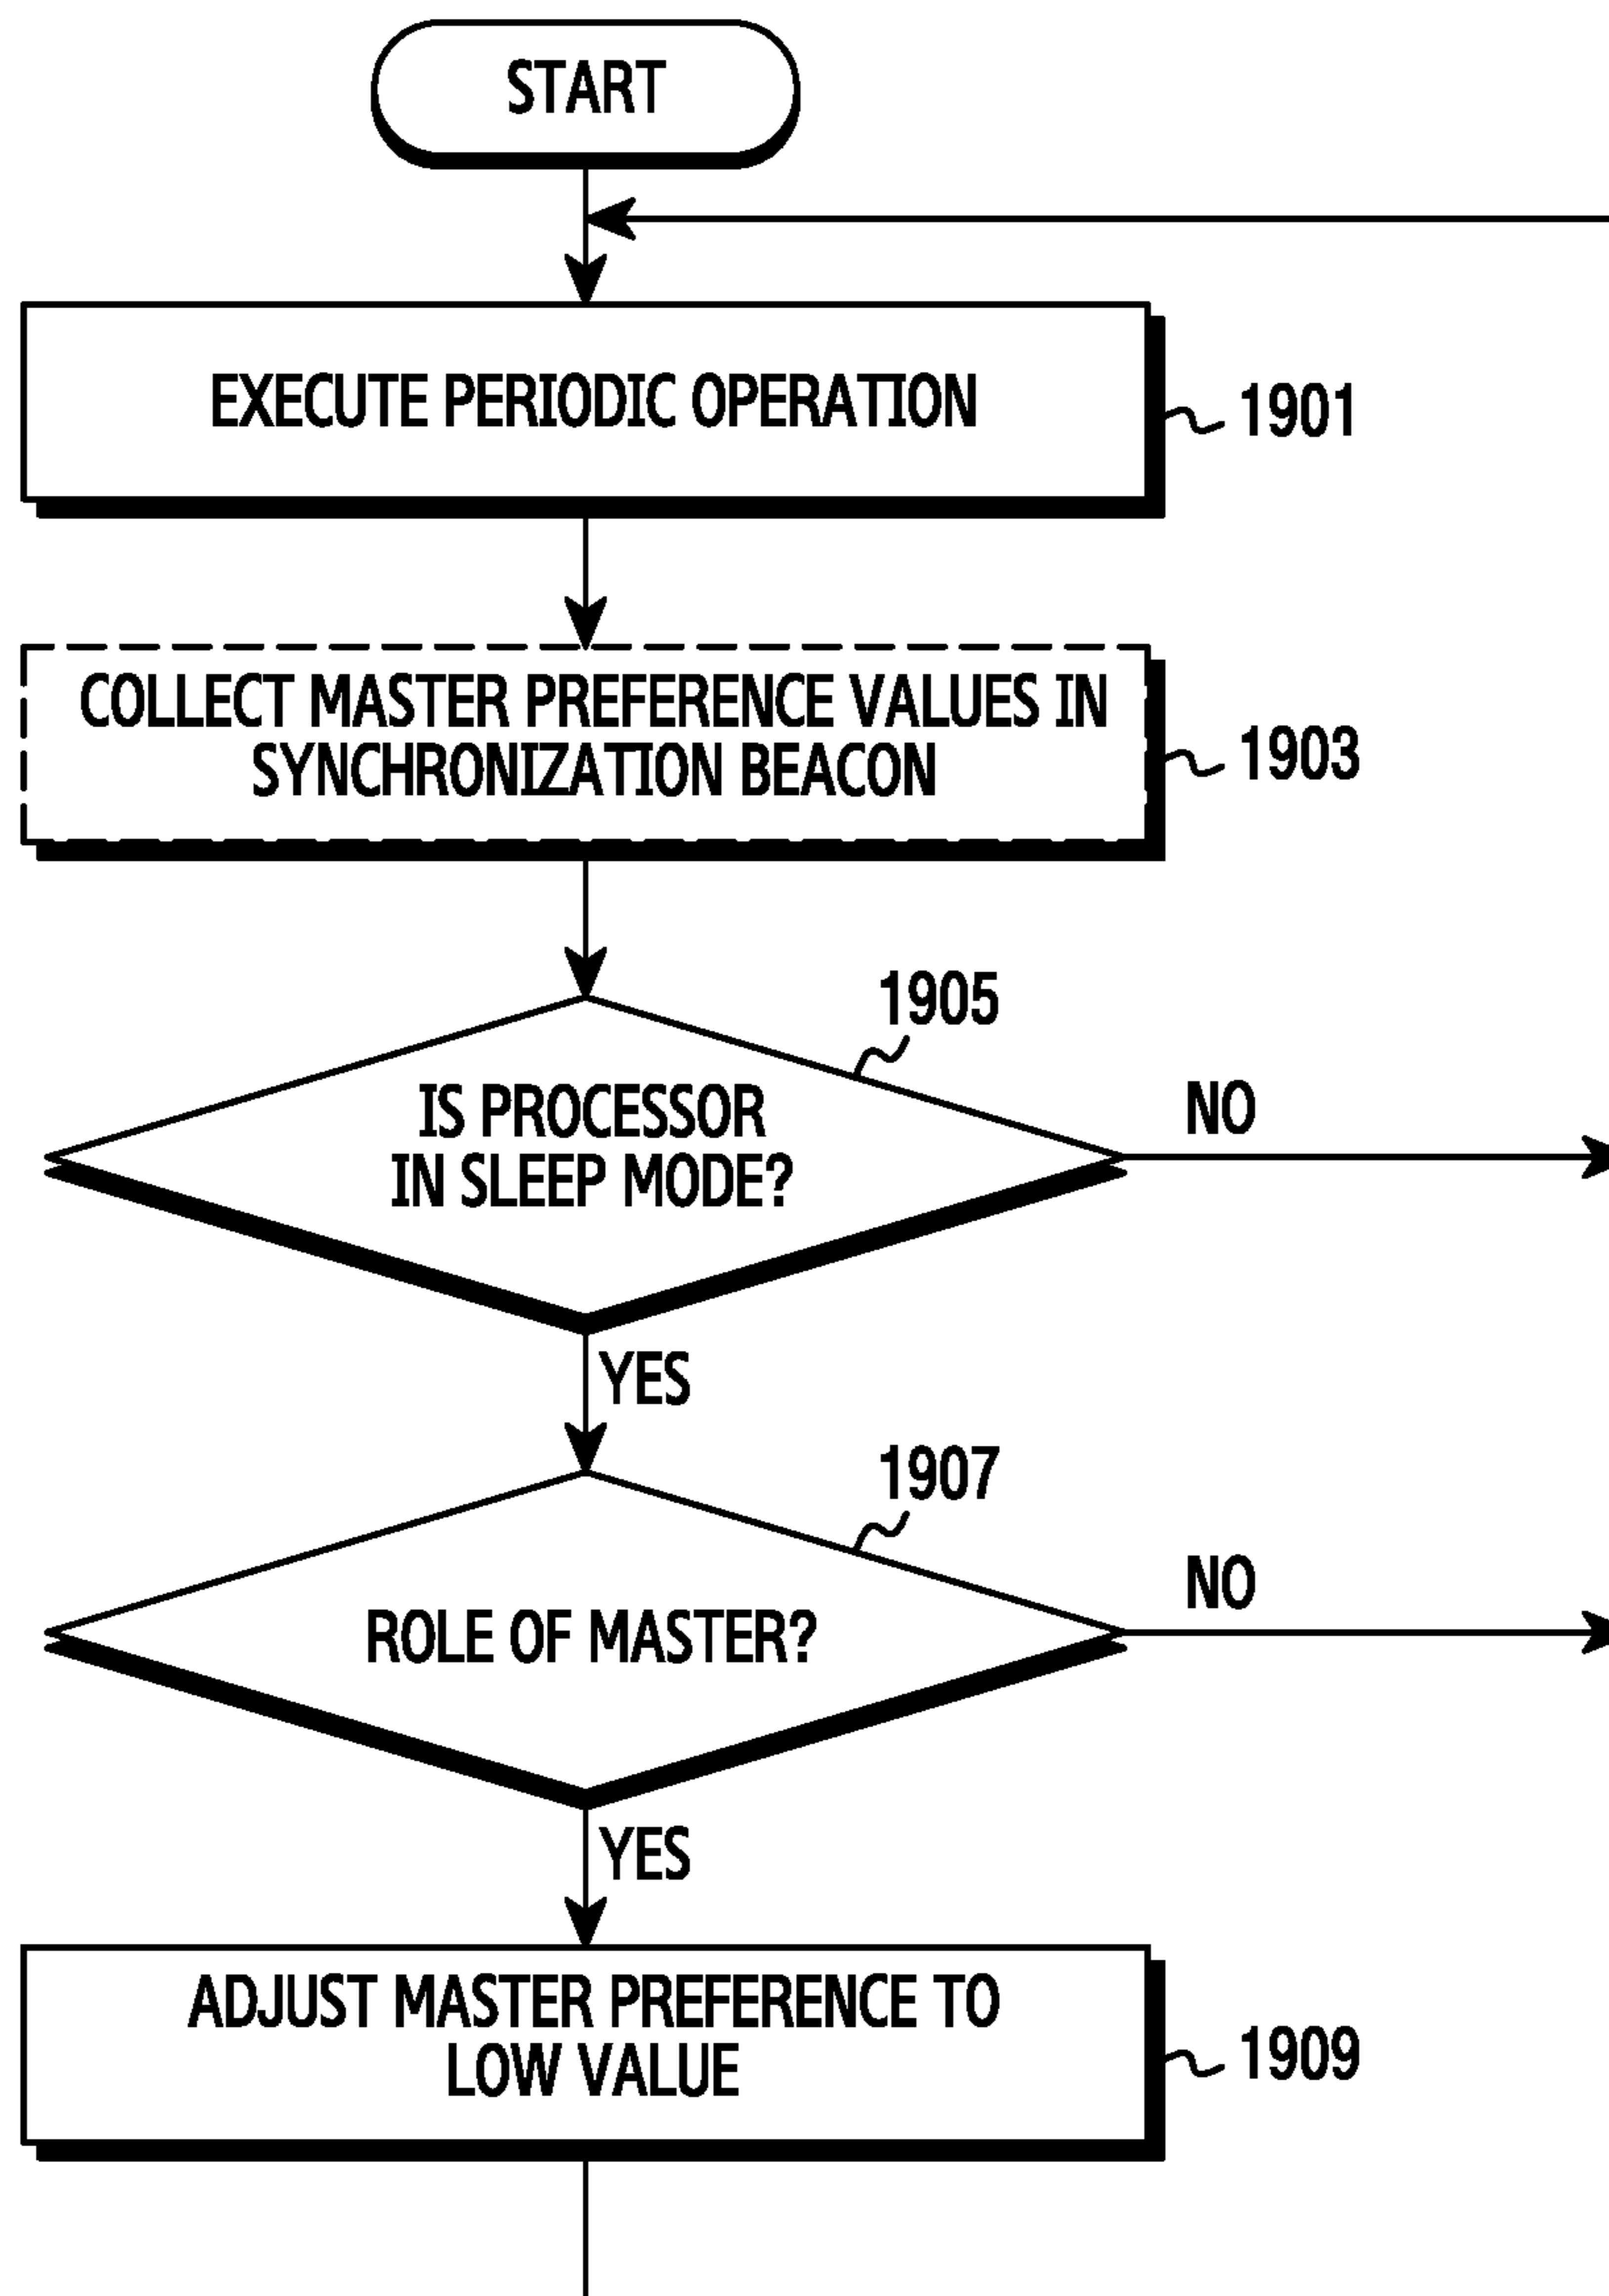 START
EXECUTE PERIODIC OPERATION
1901
COLLECT MASTER PREFERENCE VALUES IN
SYNCHRONIZATION BEACON
1903
1905
IS PROCESSOR
IN SLEEP MODE?
NO
YES
1907
ROLE OF MASTER?
NO
YES
ADJUST MASTER PREFERENCE TO
LOW VALUE
1909